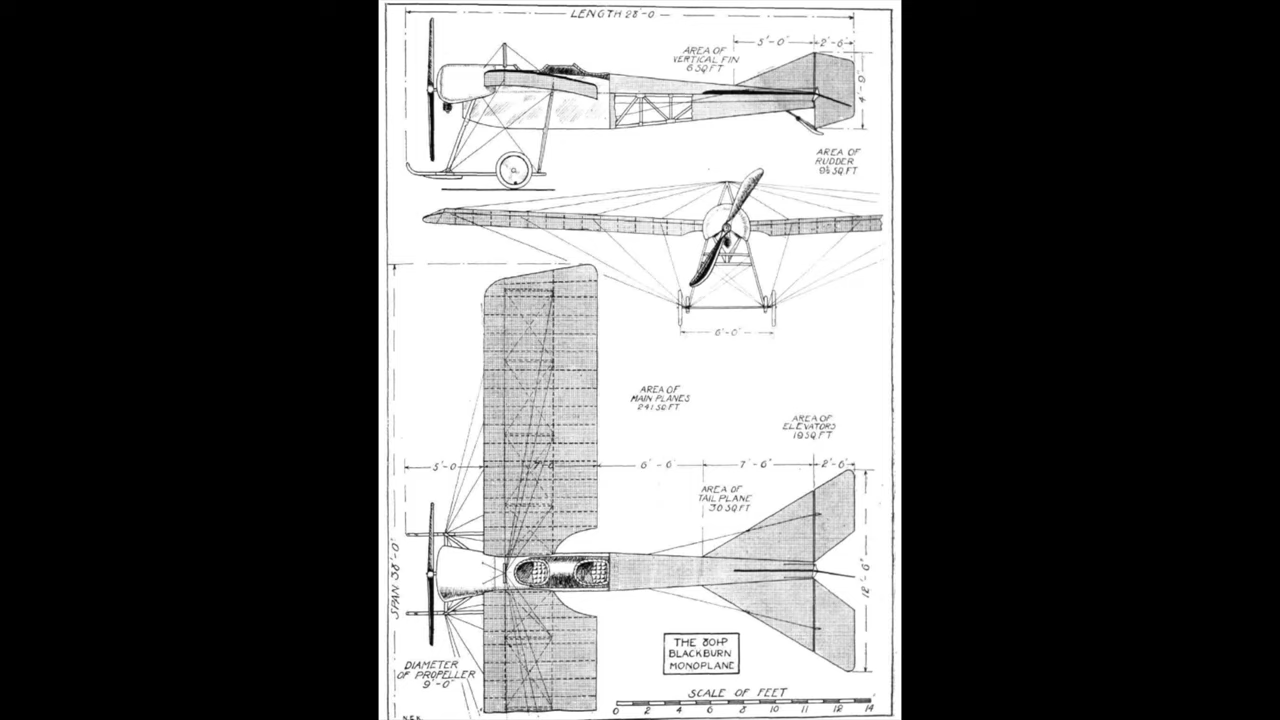 LENGTH 28'-0
5'-0"
2'-6"
AREA OF
VERTICAL FIN
6 SQ FT
4'-9"
AREA OF
RUDDER
9½ SQ.FT
6'-0"
AREA OF
MAIN PLANES
241 SQ.FT
AREA OF
ELEVATORS
19 SQ.FT
5'-0
6'-6"
7'-6"
2'-6"
AREA OF
TAIL PLANE
30 SQ.FT
SPAN 38'-0"
12'-6"
THE 80HP
BLACKBURN
MONOPLANE
DIAMETER
OF PROPELLER
9'-0"
SCALE OF FEET
0 2 4 6 8 10 12 14